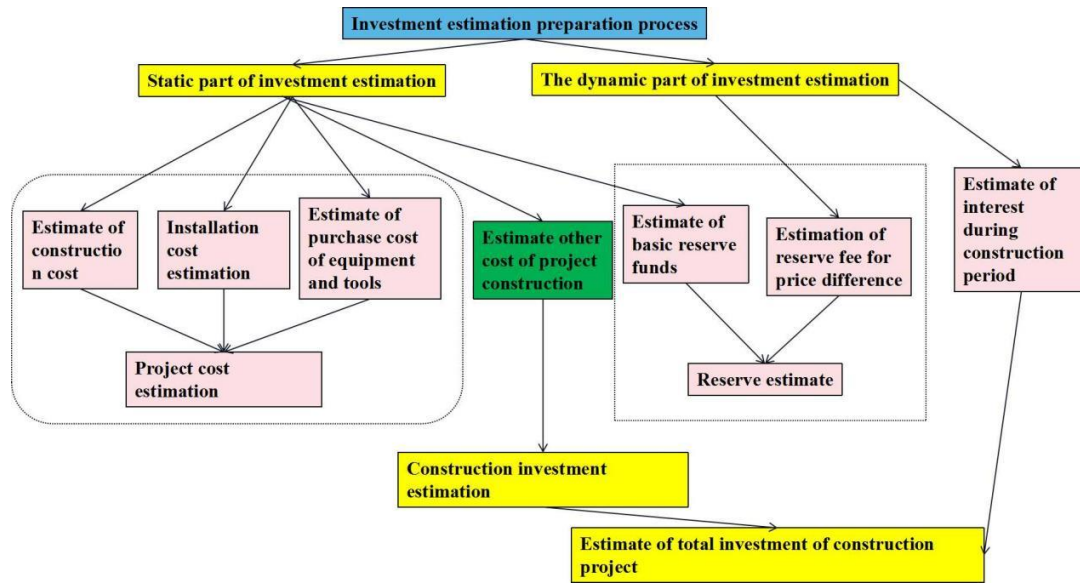 Investment estimation preparation process
Static part of investment estimation
The dynamic part of investment estimation
Estimate of
constructio
n cost
Installation
cost
estimation
Estimate of
purchase cost
of equipment
and tools
Estimate other
cost of project
construction
Estimate of
basic reserve
funds
Estimation of
reserve fee for
price difference
Estimate of
interest
during
construction
period
Project cost
estimation
Reserve estimate
Construction investment
estimation
Estimate of total investment of construction
project